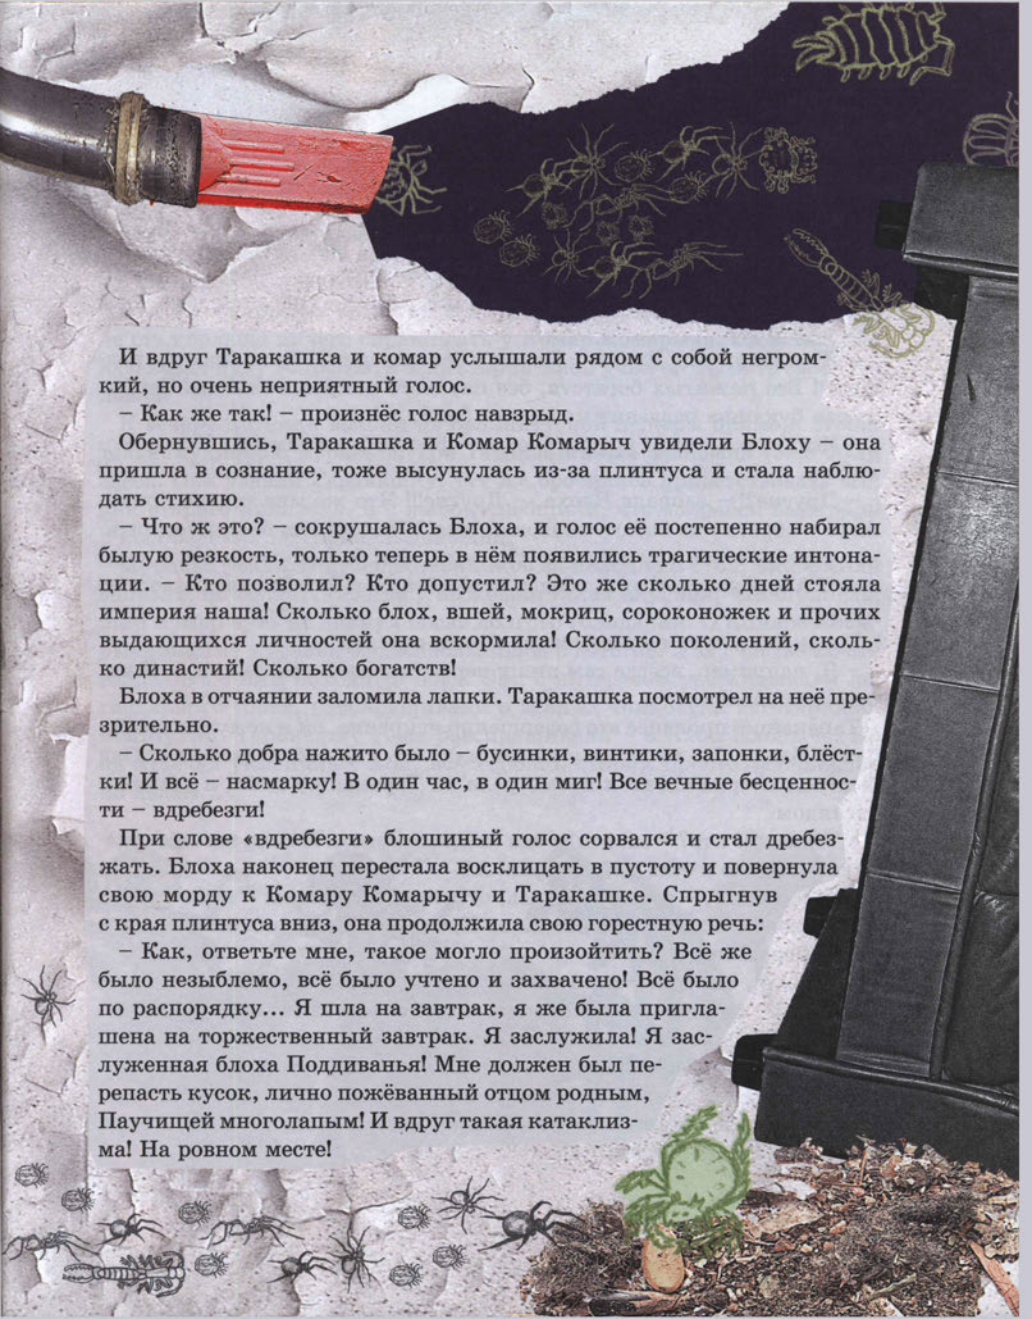 И вдруг Таракашка и комар услышали рядом с собой негром-
кий, но очень неприятный голос.
– Как же так! – произнёс голос навзрыд.
Обернувшись, Таракашка и Комар Комарыч увидели Блоху – она
пришла в сознание, тоже высунулась из-за плинтуса и стала наблю-
дать стихию.
– Что ж это? – сокрушалась Блоха, и голос её постепенно набирал
былую резкость, только теперь в нём появились трагические интона-
ции. – Кто позволил? Кто допустил? Это же сколько дней стояла
империя наша! Сколько блох, вшей, мокриц, сороконожек и прочих
выдающихся личностей она вскормила! Сколько поколений, сколь-
ко династий! Сколько богатств!
Блоха в отчаянии заломила лапки. Таракашка посмотрел на неё пре-
зрительно.
– Сколько добра нажито было – бусинки, винтики, запонки, блёст-
ки! И всё – насмарку! В один час, в один миг! Все вечные бесценнос-
ти – вдребезги!
При слове «вдребезги» блошиный голос сорвался и стал дребез-
жать. Блоха наконец перестала восклицать в пустоту и повернула
свою морду к Комару Комарычу и Таракашке. Спрыгнув
с края плинтуса вниз, она продолжила свою горестную речь:
– Как, ответьте мне, такое могло произойтить? Всё же
было незыблемо, всё было учтено и захвачено! Всё было
по распорядку... Я шла на завтрак, я же была пригла-
шена на торжественный завтрак. Я заслужила! Я зас-
луженная блоха Поддиванья! Мне должен был пе-
репасть кусок, лично пожёванный отцом родным,
Паучищей многолапым! И вдруг такая катаклиз-
ма! На ровном месте!